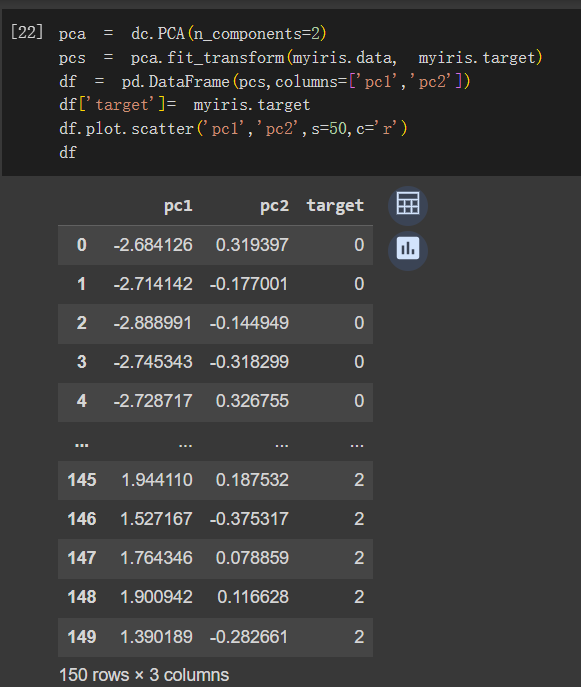 [22] pca = dc.PCA(n_components=2)
pcs = pca.fit_transform(myiris.data, myiris.target)
df = pd.DataFrame(pcs,columns=['pc1','pc2'])
df['target']= myiris.target
df.plot.scatter('pc1','pc2',s=50,c='r')
df
pc1 pc2 target
0 -2.684126 0.319397 0
1 -2.714142 -0.177001 0
2 -2.888991 -0.144949 0
3 -2.745343 -0.318299 0
4 -2.728717 0.326755 0
... ... ... ...
145 1.944110 0.187532 2
146 1.527167 -0.375317 2
147 1.764346 0.078859 2
148 1.900942 0.116628 2
149 1.390189 -0.282661 2
150 rows × 3 columns